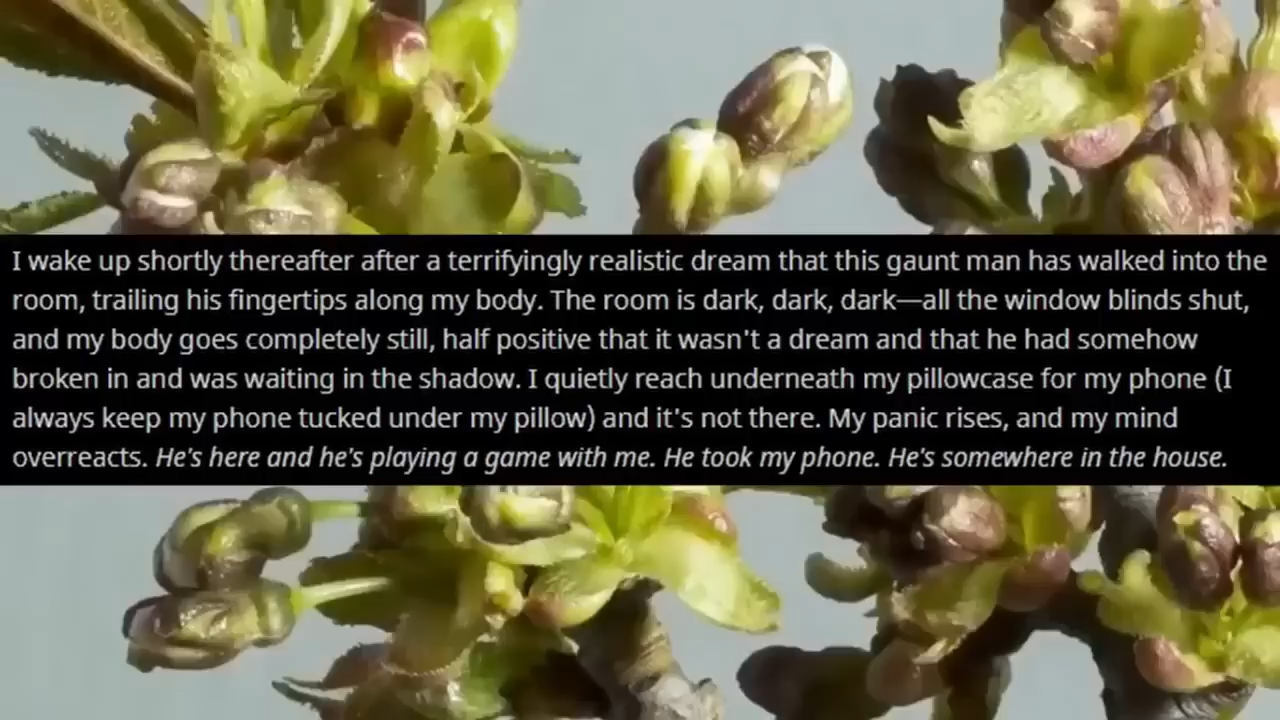 I wake up shortly thereafter after a terrifyingly realistic dream that this gaunt man has walked into the
room, trailing his fingertips along my body. The room is dark, dark, dark—all the window blinds shut,
and my body goes completely still, half positive that it wasn't a dream and that he had somehow
broken in and was waiting in the shadow. I quietly reach underneath my pillowcase for my phone (I
always keep my phone tucked under my pillow) and it's not there. My panic rises, and my mind
overreacts. He's here and he's playing a game with me. He took my phone. He's somewhere in the house.